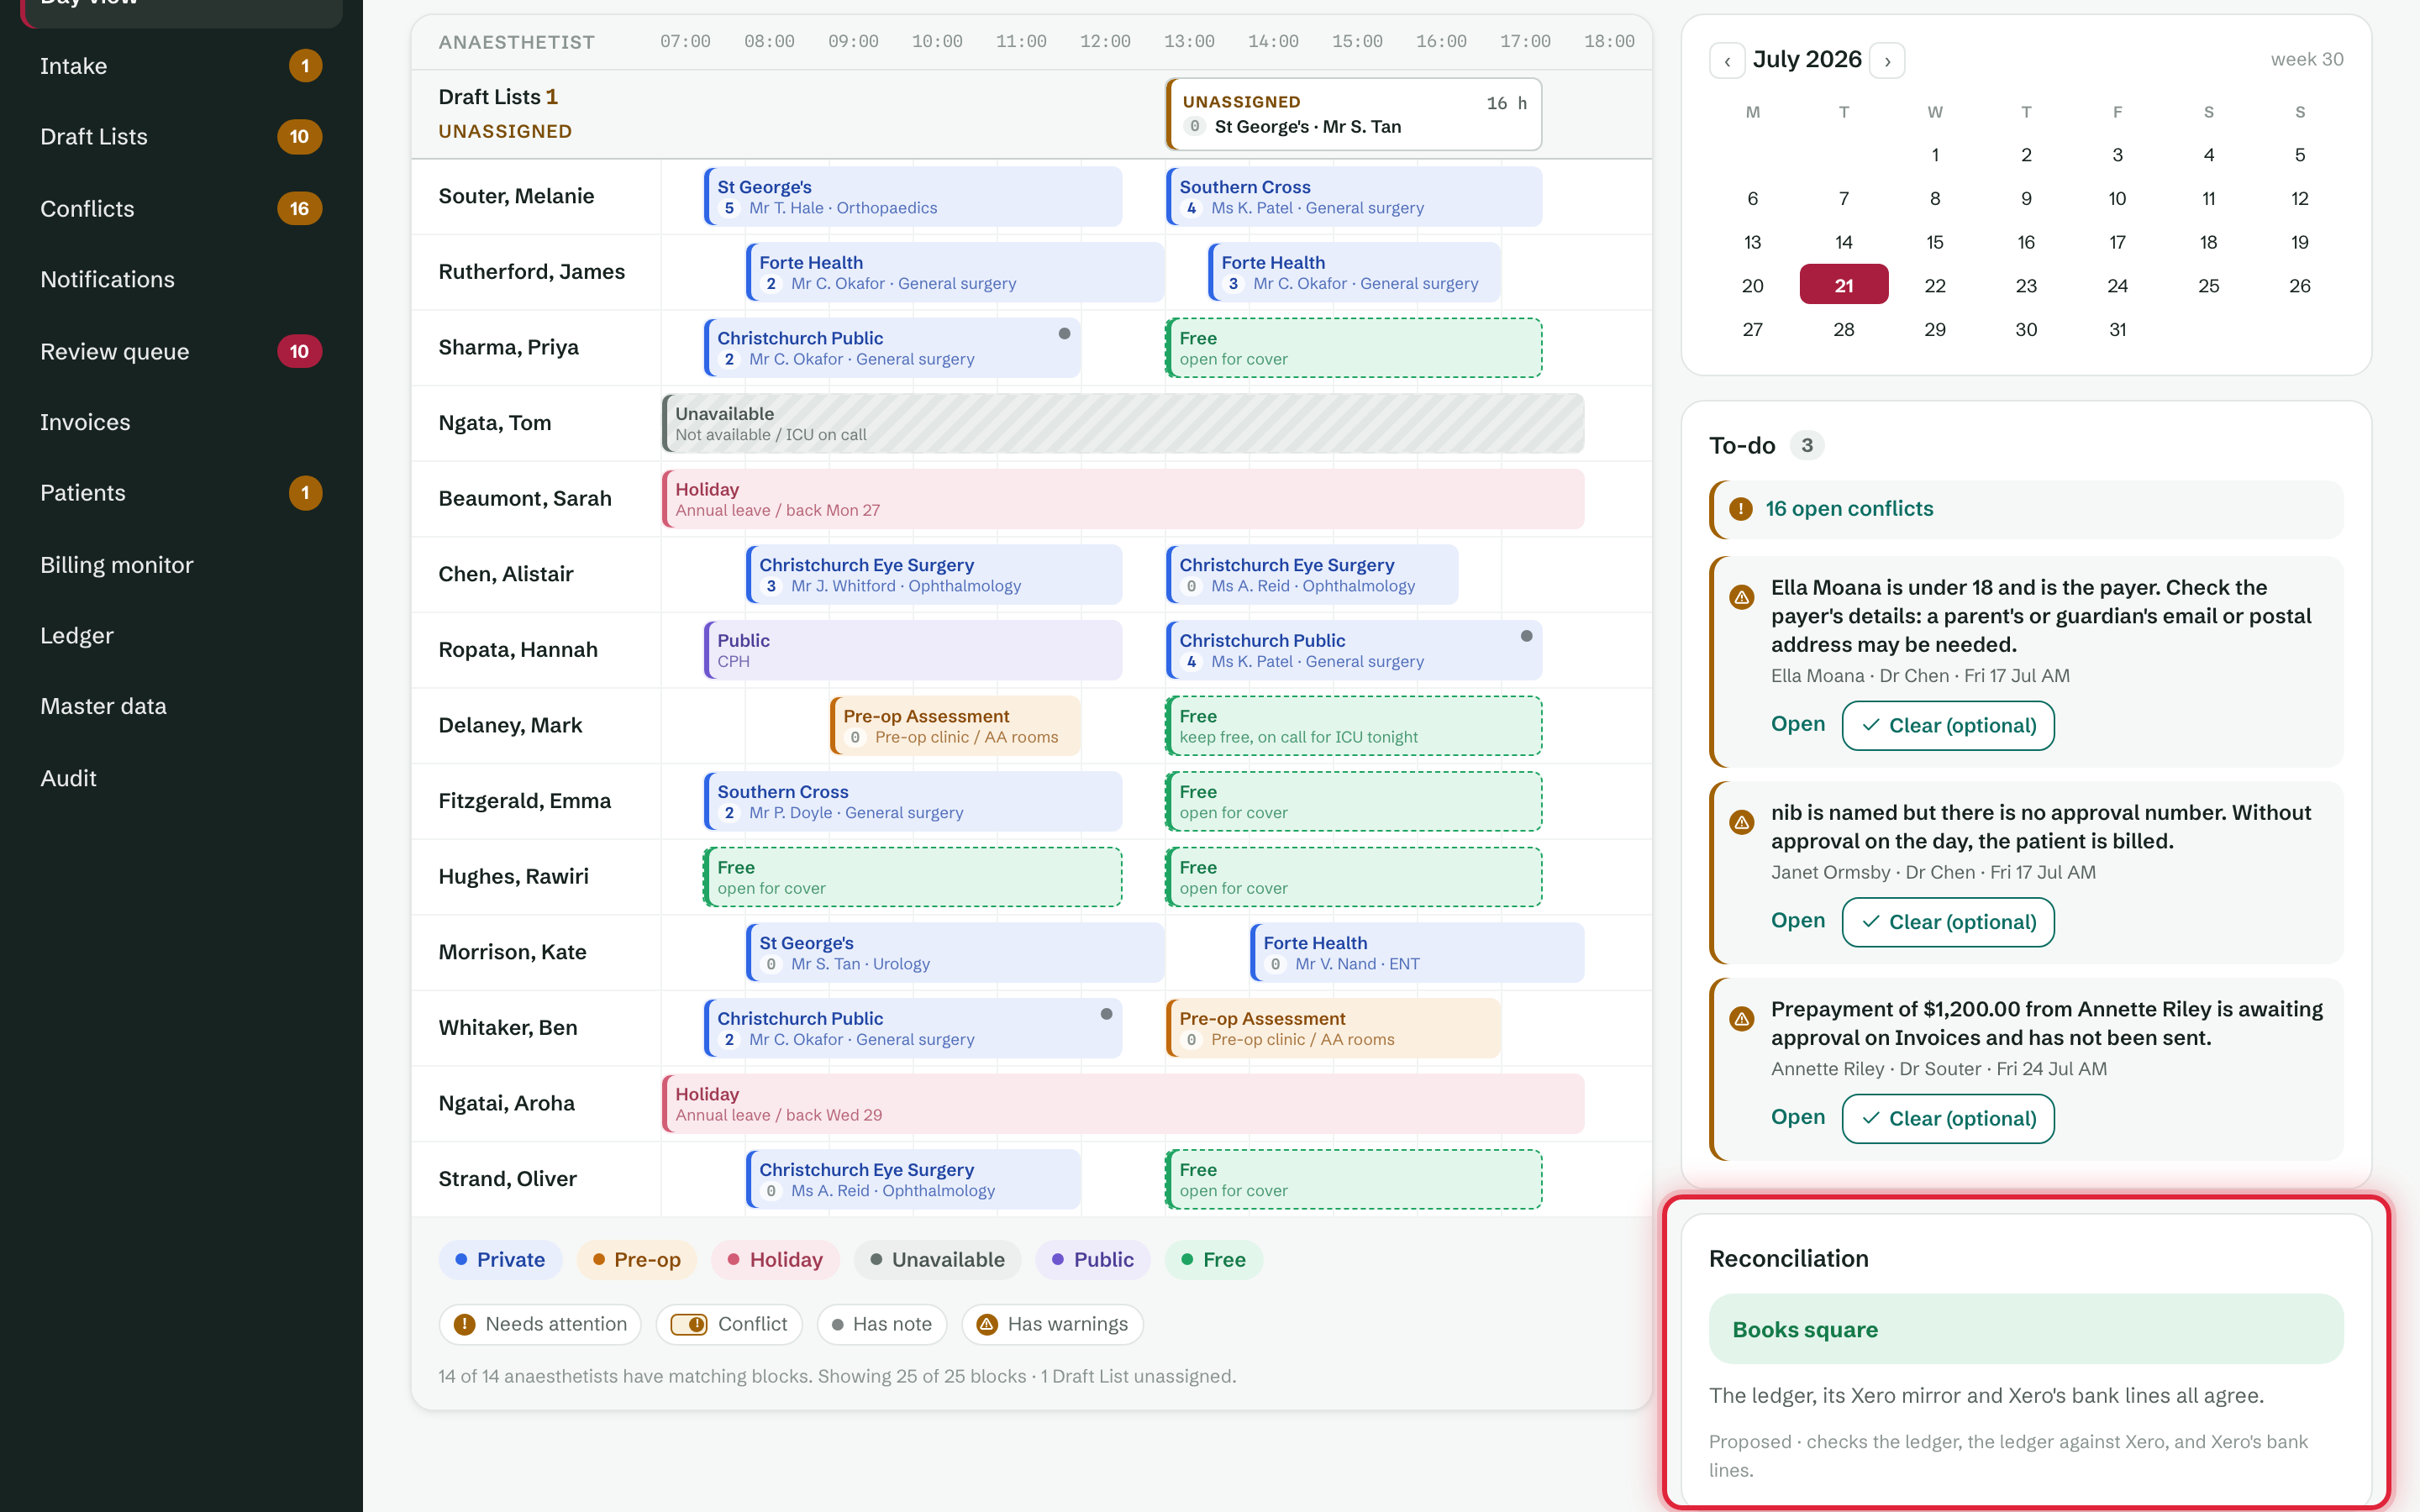 Intake 1
Draft Lists 10
Conflicts 16
Notifications
Review queue 10
Invoices
Patients 1
Billing monitor
Ledger
Master data
Audit
ANAESTHETIST 07:00 08:00 09:00 10:00 11:00 12:00 13:00 14:00 15:00 16:00 17:00 18:00
Draft Lists 1
UNASSIGNED
UNASSIGNED 16 h
0 St George's · Mr S. Tan
Souter, Melanie
St George's
5 Mr T. Hale · Orthopaedics
Southern Cross
4 Ms K. Patel · General surgery
Rutherford, James
Forte Health
2 Mr C. Okafor · General surgery
Forte Health
3 Mr C. Okafor · General surgery
Sharma, Priya
Christchurch Public
2 Mr C. Okafor · General surgery
Free
open for cover
Ngata, Tom
Unavailable
Not available / ICU on call
Beaumont, Sarah
Holiday
Annual leave / back Mon 27
Chen, Alistair
Christchurch Eye Surgery
3 Mr J. Whitford · Ophthalmology
Christchurch Eye Surgery
0 Ms A. Reid · Ophthalmology
Ropata, Hannah
Public
CPH
Christchurch Public
4 Ms K. Patel · General surgery
Delaney, Mark
Pre-op Assessment
0 Pre-op clinic / AA rooms
Free
keep free, on call for ICU tonight
Fitzgerald, Emma
Southern Cross
2 Mr P. Doyle · General surgery
Free
open for cover
Hughes, Rawiri
Free
open for cover
Free
open for cover
Morrison, Kate
St George's
0 Mr S. Tan · Urology
Forte Health
0 Mr V. Nand · ENT
Whitaker, Ben
Christchurch Public
2 Mr C. Okafor · General surgery
Pre-op Assessment
0 Pre-op clinic / AA rooms
Ngatai, Aroha
Holiday
Annual leave / back Wed 29
Strand, Oliver
Christchurch Eye Surgery
0 Ms A. Reid · Ophthalmology
Free
open for cover
Private Pre-op Holiday Unavailable Public Free
! Needs attention ! Conflict Has note Has warnings
14 of 14 anaesthetists have matching blocks. Showing 25 of 25 blocks · 1 Draft List unassigned.
‹ July 2026 › week 30
M T W T F S S
1 2 3 4 5
6 7 8 9 10 11 12
13 14 15 16 17 18 19
20 21 22 23 24 25 26
27 28 29 30 31
To-do 3
! 16 open conflicts
Ella Moana is under 18 and is the payer. Check the
payer's details: a parent's or guardian's email or postal
address may be needed.
Ella Moana · Dr Chen · Fri 17 Jul AM
Open ✓ Clear (optional)
nib is named but there is no approval number. Without
approval on the day, the patient is billed.
Janet Ormsby · Dr Chen · Fri 17 Jul AM
Open ✓ Clear (optional)
Prepayment of $1,200.00 from Annette Riley is awaiting
approval on Invoices and has not been sent.
Annette Riley · Dr Souter · Fri 24 Jul AM
Open ✓ Clear (optional)
Reconciliation
Books square
The ledger, its Xero mirror and Xero's bank lines all agree.
Proposed · checks the ledger, the ledger against Xero, and Xero's bank
lines.